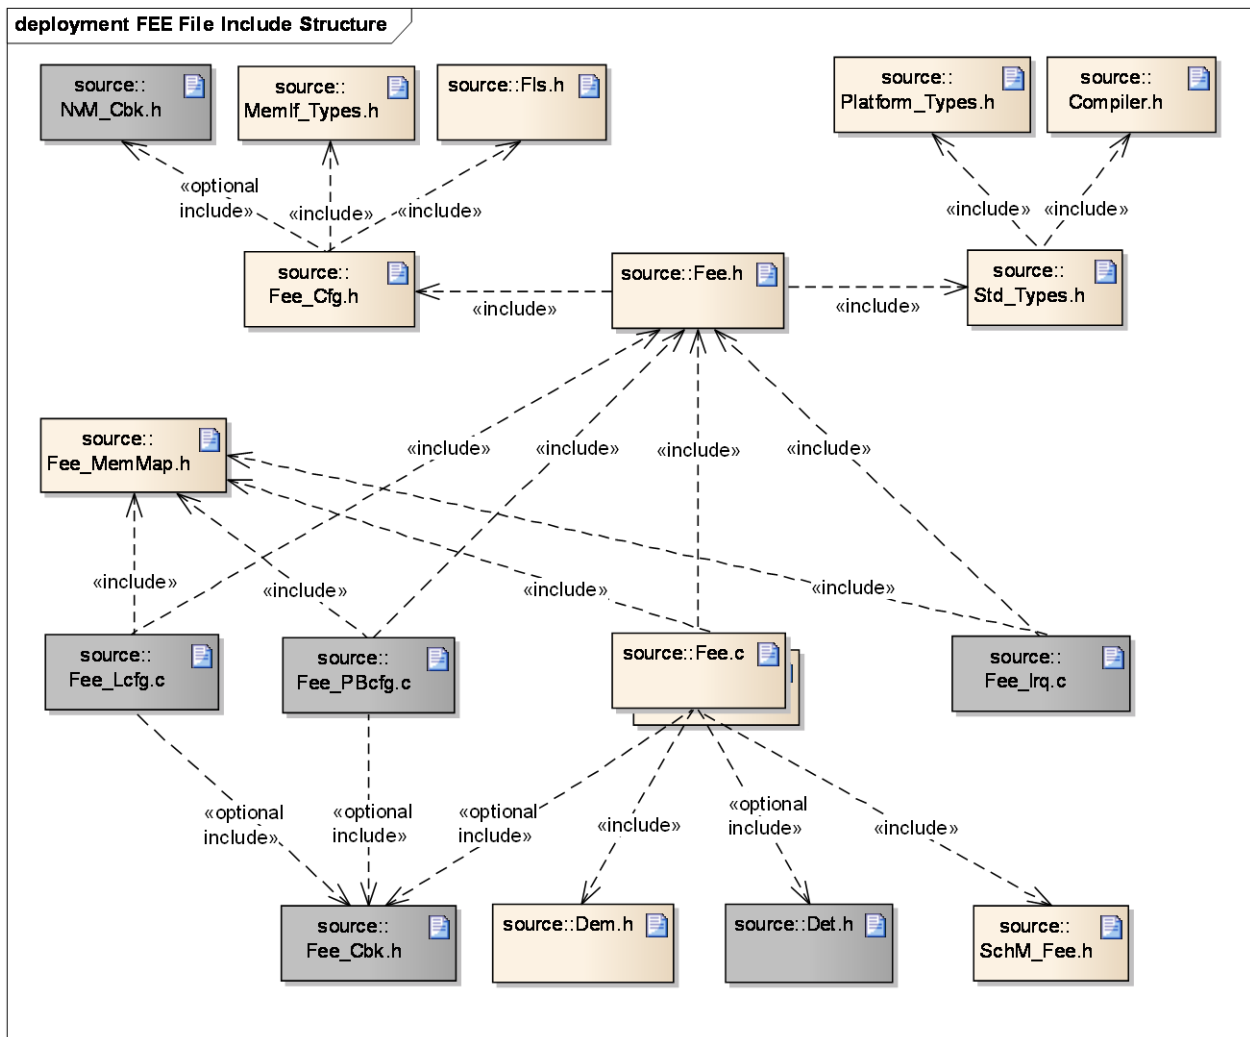 deployment FEE File Include Structure
source::
NvM_Cbk.h
source::
MemIf_Types.h
source::Fls.h
source::
Platform_Types.h
source::
Compiler.h
«optional
include»
«include»
«include»
«include»
«include»
source::
Fee_Cfg.h
source::Fee.h
source::
Std_Types.h
«include»
«include»
source::
Fee_MemMap.h
«include»
«include»
«include»
«include»
«include»
«include»
«include»
«include»
source::
Fee_Lcfg.c
source::
Fee_PBcfg.c
source::Fee.c
source::
Fee_Irq.c
«optional
include»
«optional
include»
«optional
include»
«include»
«optional
include»
«include»
source::
Fee_Cbk.h
source::Dem.h
source::Det.h
source::
SchM_Fee.h